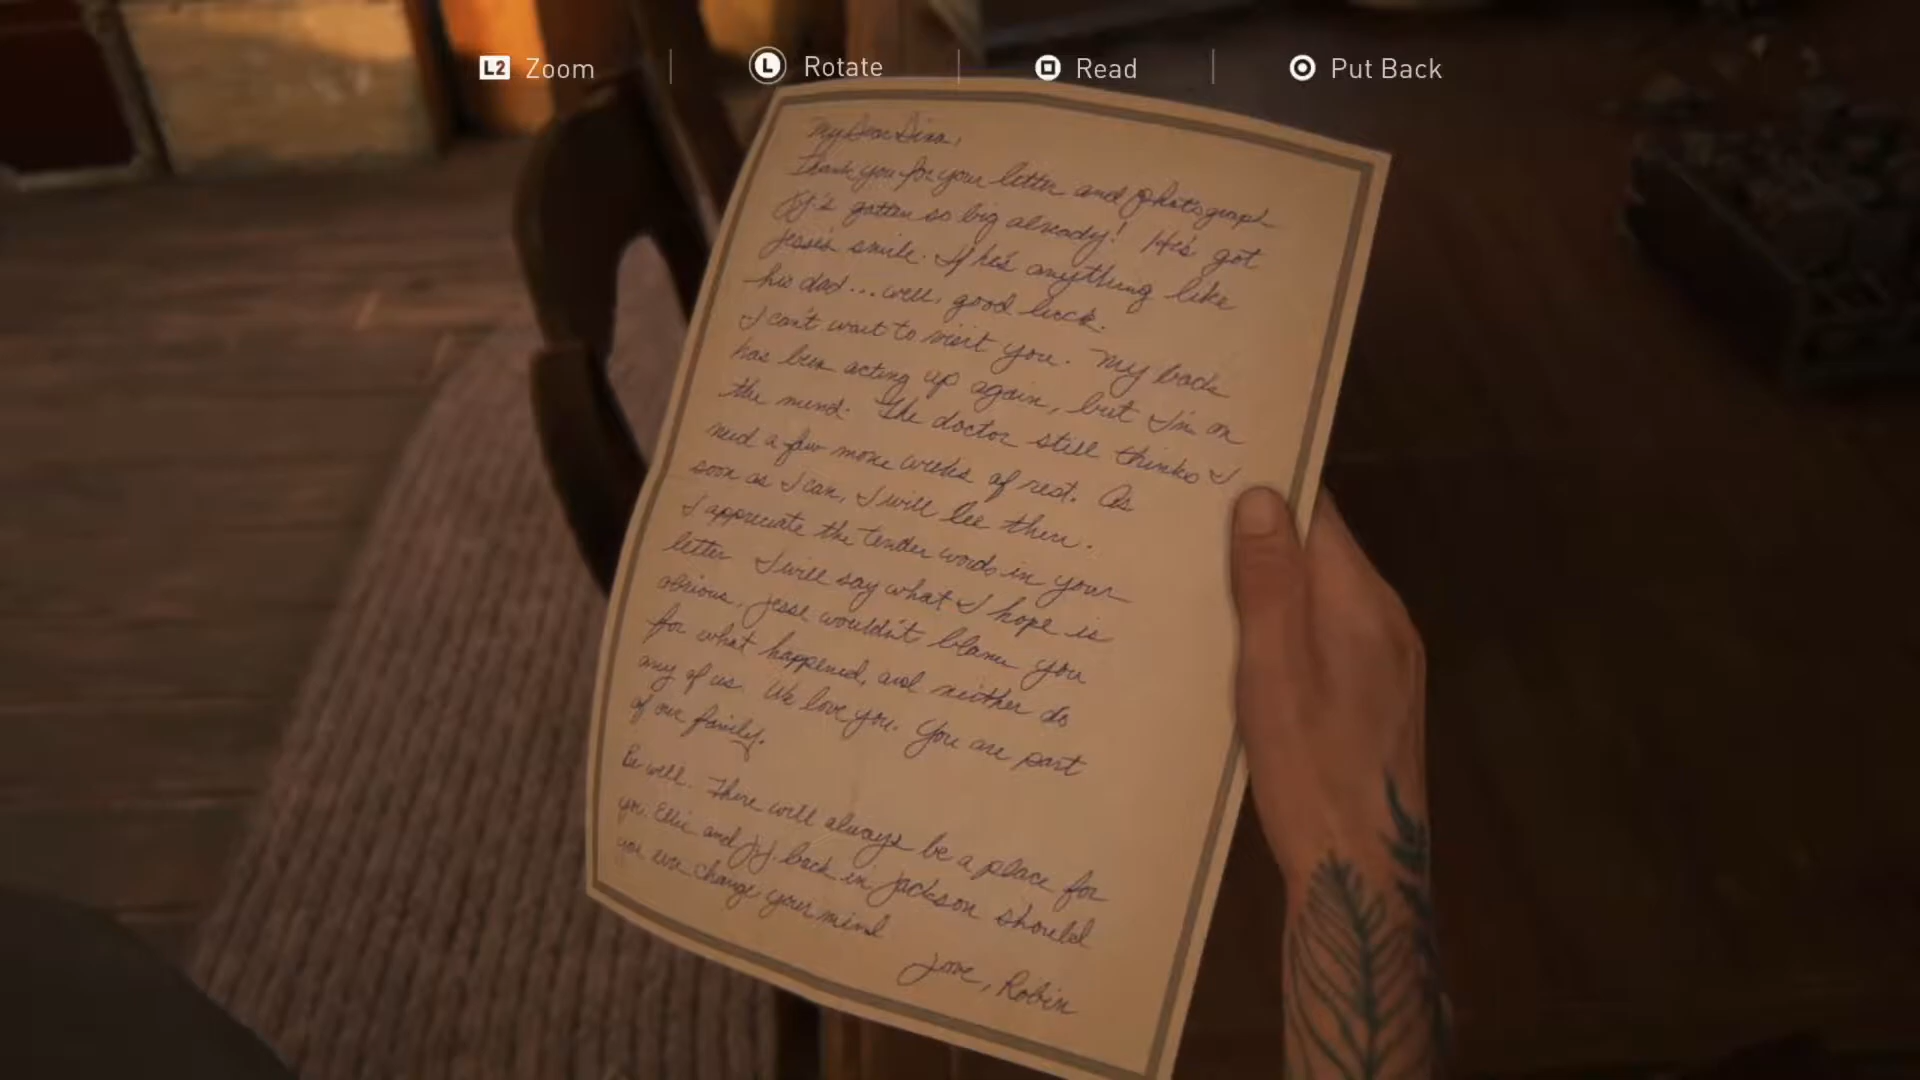 L2 Zoom
L Rotate
Read
Put Back
My Dear Dina,
Thank you for your letter and photograph
JJ's gotten so big already! He's got
Jesse's smile. If he's anything like
his dad... well, good luck.
I can't wait to visit you. My back
has been acting up again, but I'm on
the mend. The doctor still thinks I
need a few more weeks of rest. As
soon as I can, I will be there.
I appreciate the tender words in your
letter. I will say what I hope is
obvious, Jesse wouldn't blame you
for what happened, and neither do
any of us. We love you. You are part
of our family.
Be well. There will always be a place for
you, Ellie and JJ. back in Jackson should
you ever change your mind
Love, Robin